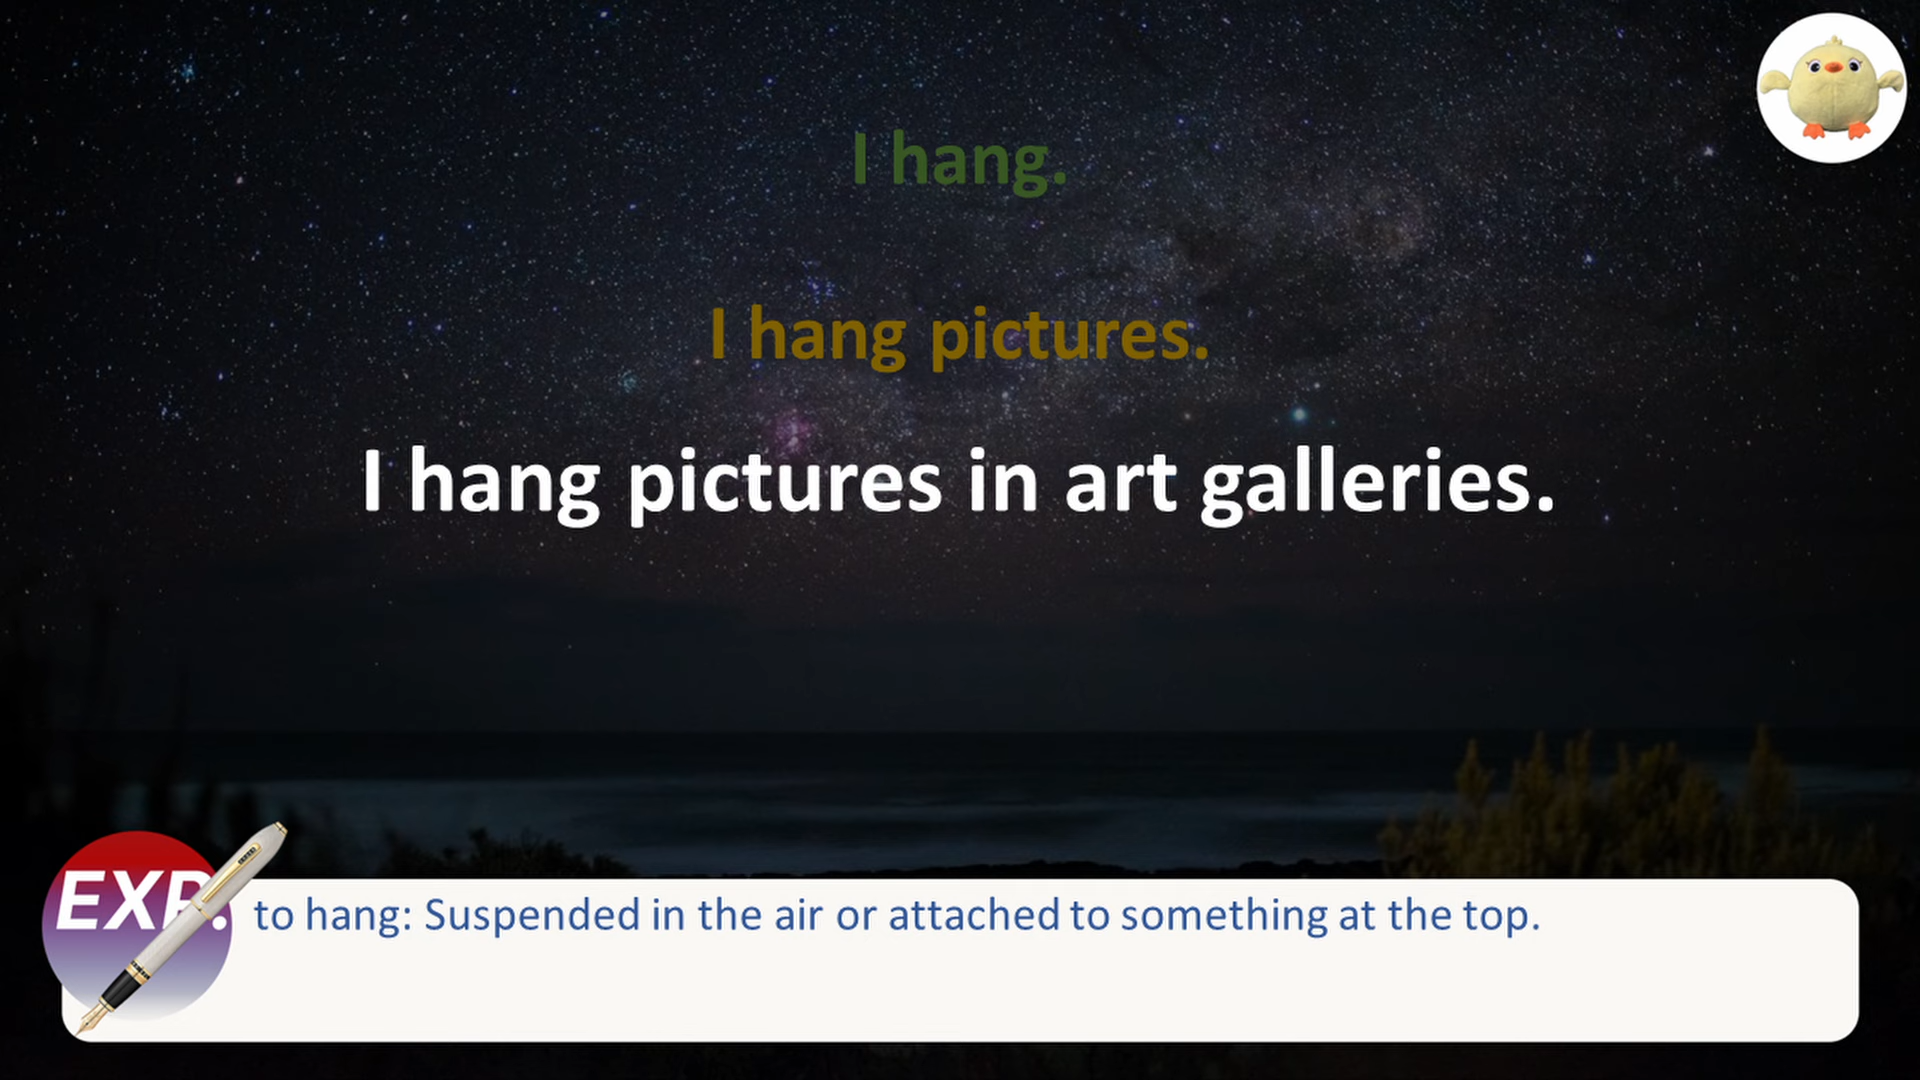 I hang.
I hang pictures.
I hang pictures in art galleries.
EXP.
to hang: Suspended in the air or attached to something at the top.